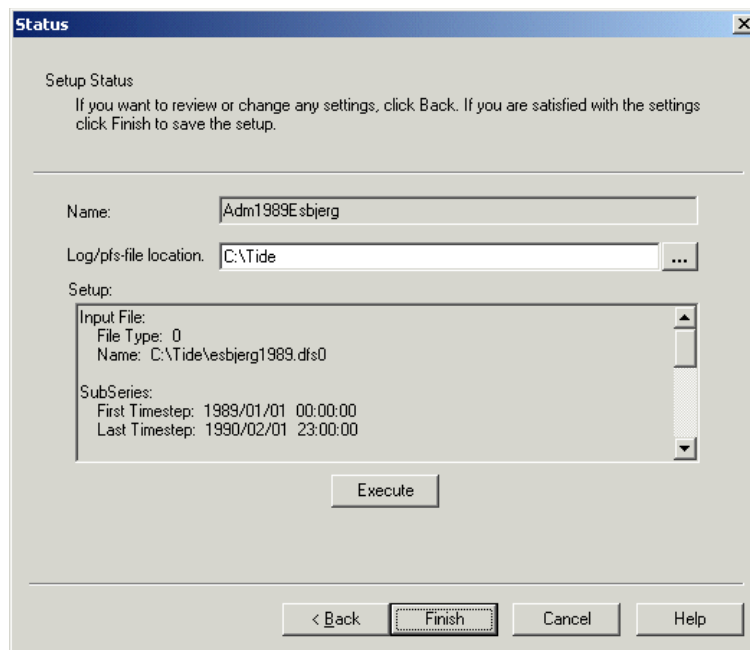 Status
Setup Status
If you want to review or change any settings, click Back. If you are satisfied with the settings
click Finish to save the setup.
Name: Adm1989Esbjerg
Log/pfs-file location. C:\Tide ...
Setup:
Input File:
File Type: 0
Name: C:\Tide\esbjerg1989.dfs0
SubSeries:
First Timestep: 1989/01/01 00:00:00
Last Timestep: 1990/02/01 23:00:00
Execute
< Back Finish Cancel Help